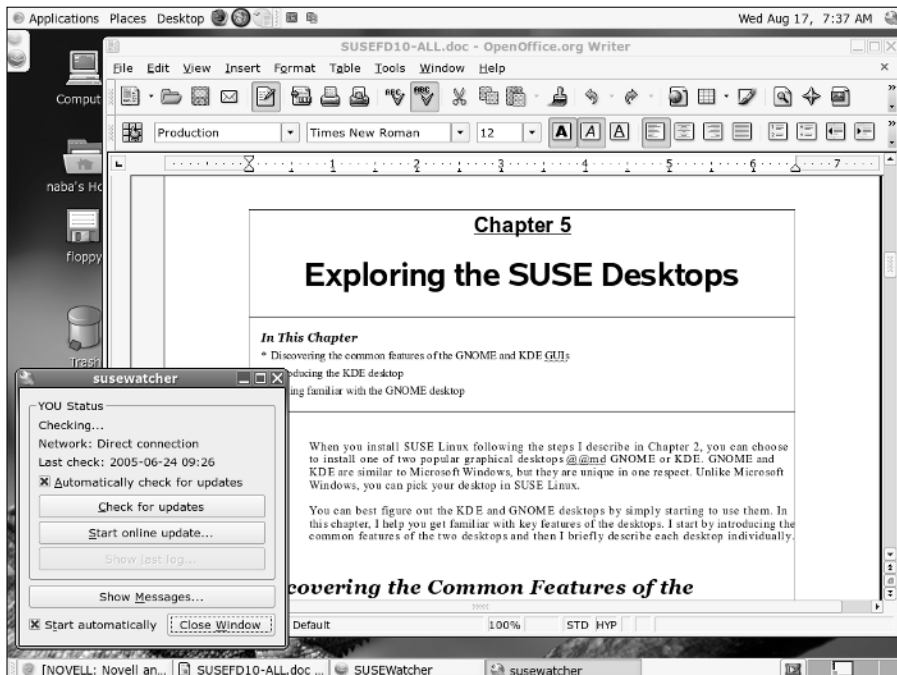 Applications Places Desktop Wed Aug 17, 7:37 AM
SUSEFD10-ALL.doc - OpenOffice.org Writer
File Edit View Insert Format Table Tools Window Help
Production Times New Roman 12 A A A
1 2 3 4 5 6 7
naba's Ho
floppy
Trash
Chapter 5
Exploring the SUSE Desktops
In This Chapter
* Discovering the common features of the GNOME and KDE GUIs
oducing the KDE desktop
ing familiar with the GNOME desktop
When you install SUSE Linux following the steps I describe in Chapter 2, you can choose
to install one of two popular graphical desktops @@md GNOME or KDE. GNOME and
KDE are similar to Microsoft Windows, but they are unique in one respect. Unlike Microsoft
Windows, you can pick your desktop in SUSE Linux.
You can best figure out the KDE and GNOME desktops by simply starting to use them. In
this chapter, I help you get familiar with key features of the desktops. I start by introducing the
common features of the two desktops and then I briefly describe each desktop individually.
covering the Common Features of the
Default 100% STD HYP
susewatcher
YOU Status
Checking...
Network: Direct connection
Last check: 2005-06-24 09:26
Automatically check for updates
Check for updates
Start online update...
Show last log...
Show Messages...
Start automatically Close Window
[NOVELL: Novell an... SUSEFD10-ALL.doc ... SUSEWatcher susewatcher